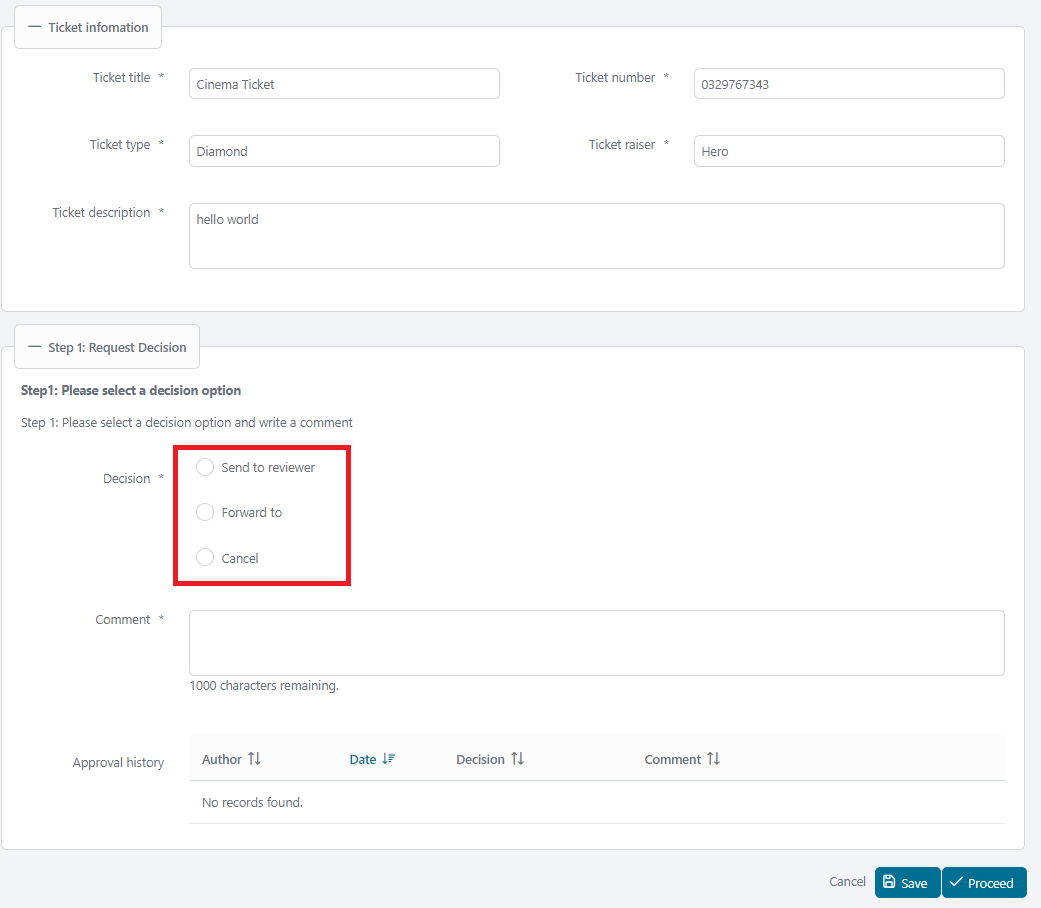 Ticket infomation
Ticket title *
Cinema Ticket
Ticket number *
0329767343
Ticket type *
Diamond
Ticket raiser *
Hero
Ticket description *
hello world
Step 1: Request Decision
Step1: Please select a decision option
Step 1: Please select a decision option and write a comment
Decision *
Send to reviewer
Forward to
Cancel
Comment *
1000 characters remaining.
Approval history
Author Date Decision Comment
No records found.
Cancel Save Proceed